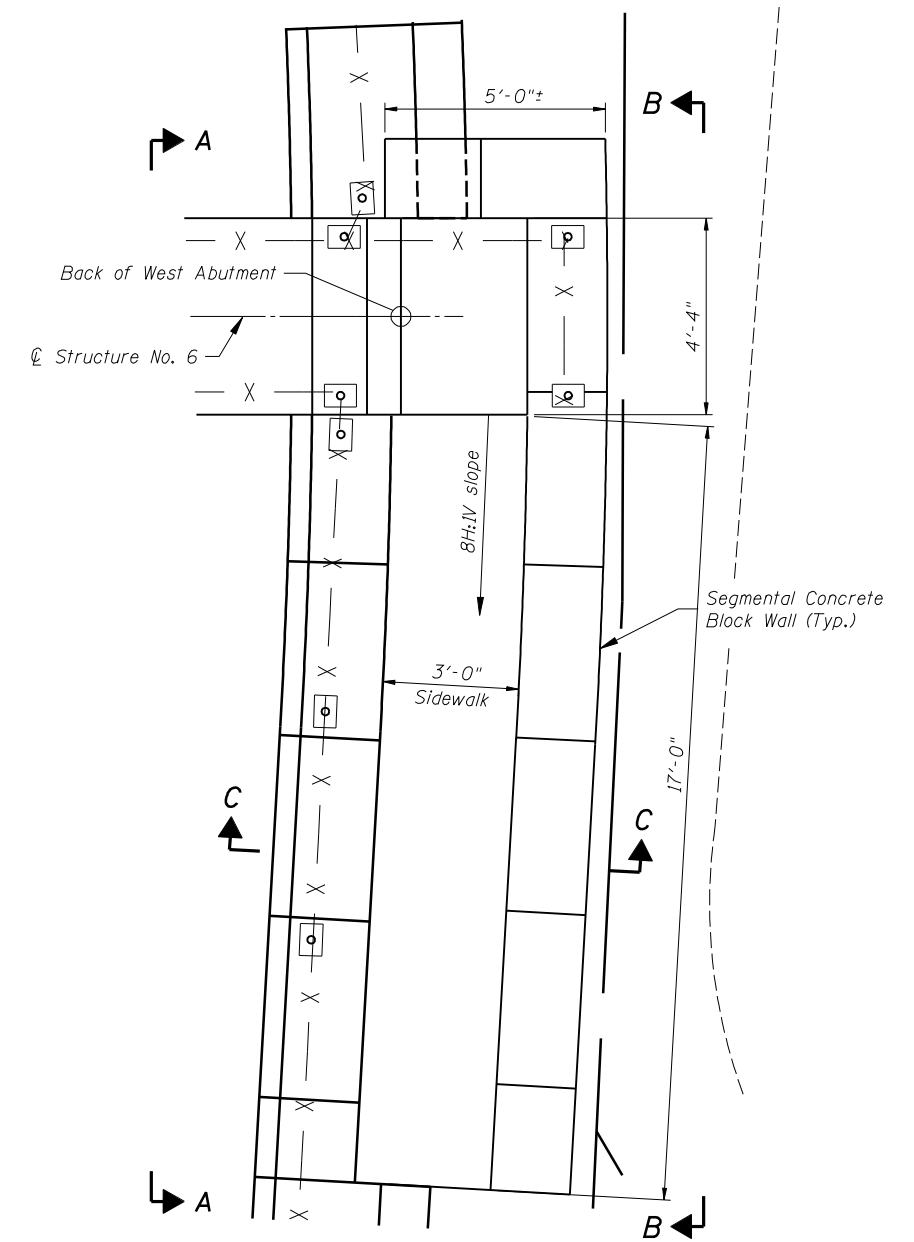 5'-0"±
B
A
Back of West Abutment
4'-4"
℄ Structure No. 6
8H:1V slope
Segmental Concrete
Block Wall (Typ.)
3'-0"
Sidewalk
17'-0"
C
C
A
B